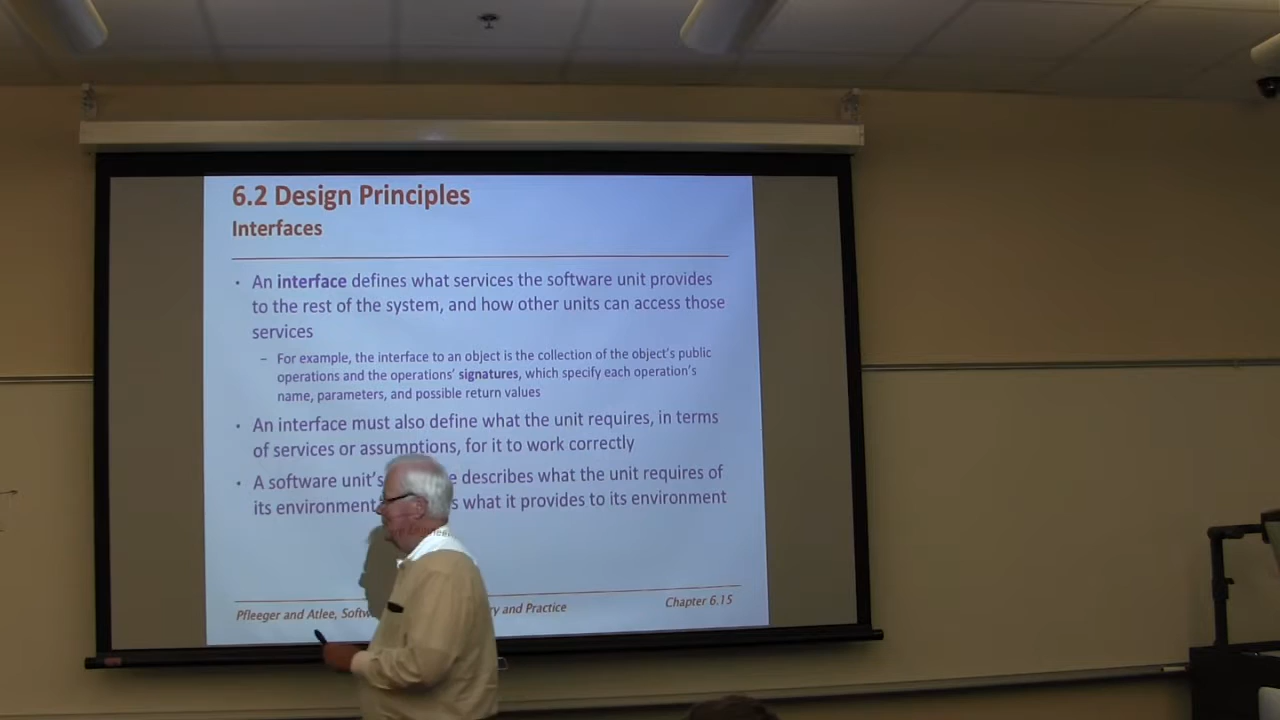 6.2 Design Principles
Interfaces
• An interface defines what services the software unit provides
to the rest of the system, and how other units can access those
services
– For example, the interface to an object is the collection of the object's public
operations and the operations' signatures, which specify each operation's
name, parameters, and possible return values
• An interface must also define what the unit requires, in terms
of services or assumptions, for it to work correctly
• A software unit's describes what the unit requires of
its environment what it provides to its environment
Pfleeger and Atlee, and Practice
Chapter 6.15